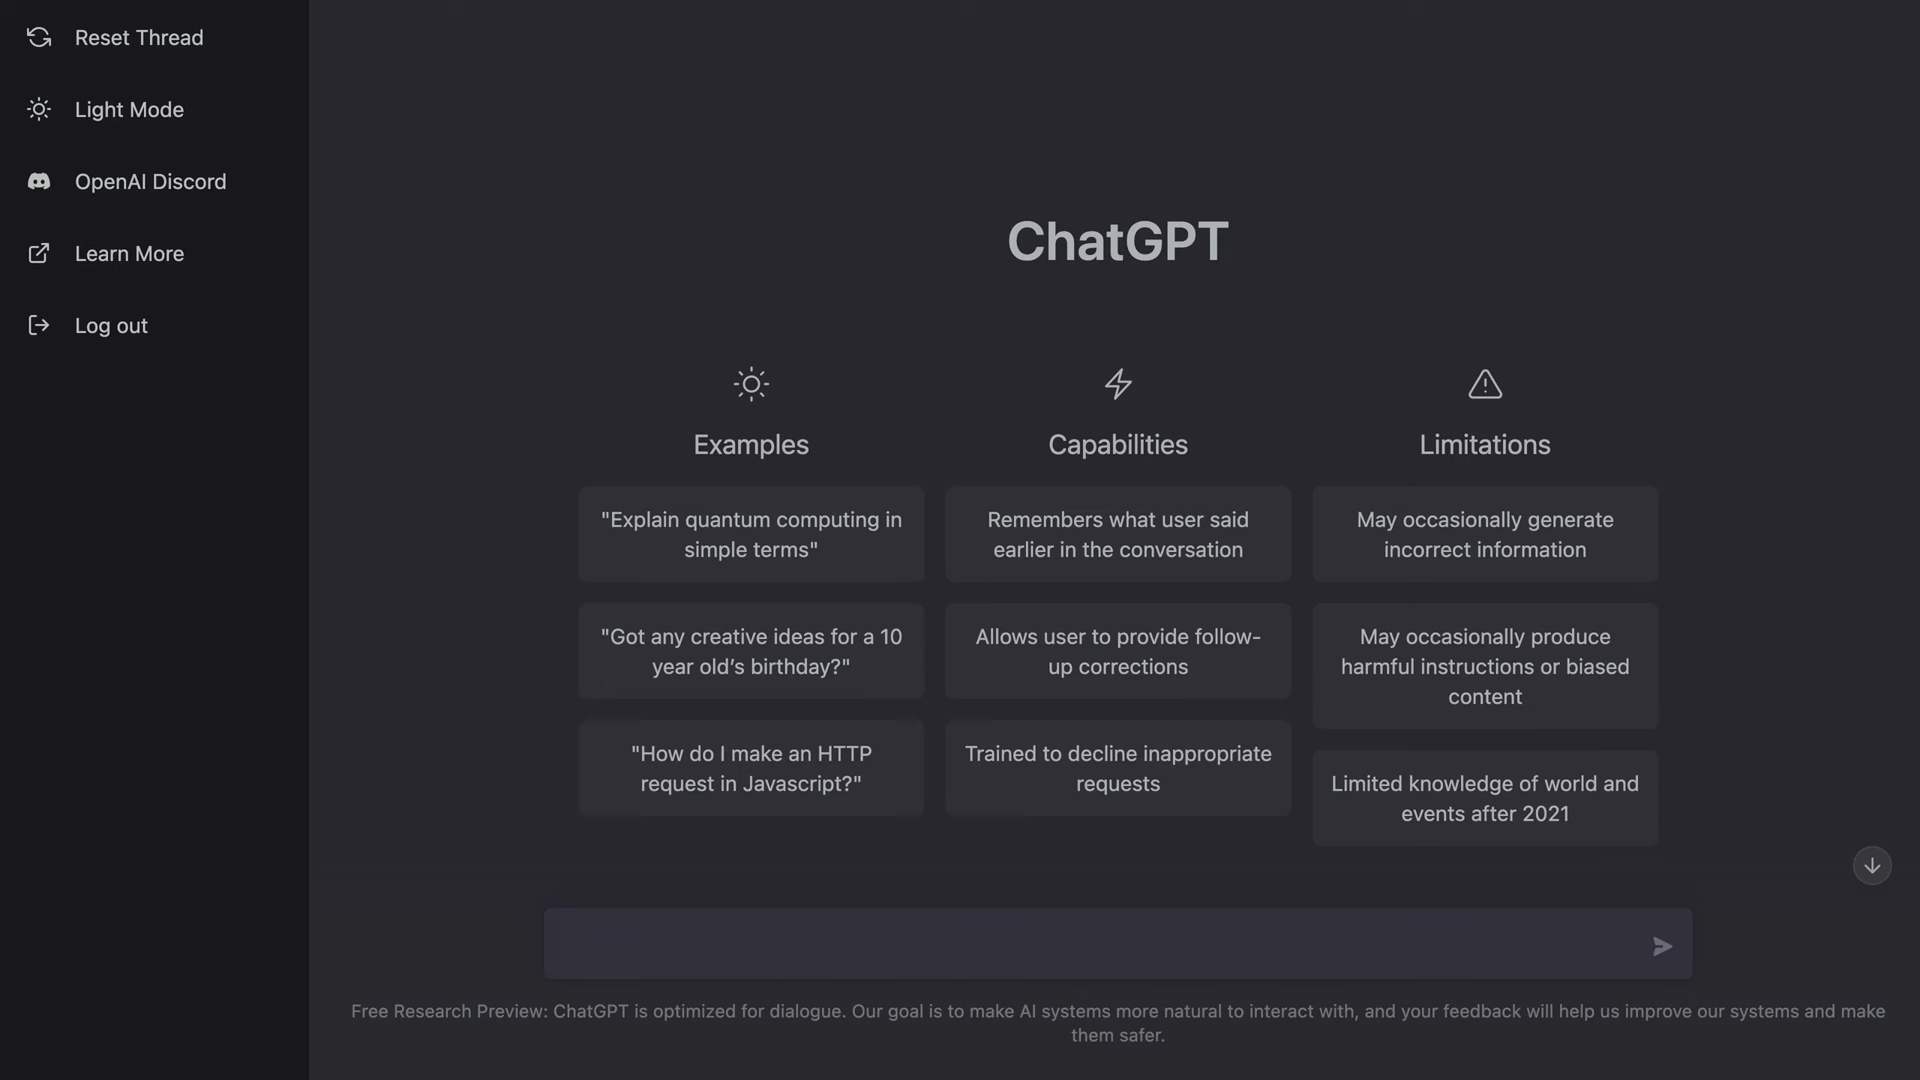 Reset Thread
Light Mode
OpenAI Discord
Learn More
Log out
ChatGPT
Examples
"Explain quantum computing in
simple terms"
"Got any creative ideas for a 10
year old’s birthday?"
"How do I make an HTTP
request in Javascript?"
Capabilities
Remembers what user said
earlier in the conversation
Allows user to provide follow-
up corrections
Trained to decline inappropriate
requests
Limitations
May occasionally generate
incorrect information
May occasionally produce
harmful instructions or biased
content
Limited knowledge of world and
events after 2021
Free Research Preview: ChatGPT is optimized for dialogue. Our goal is to make AI systems more natural to interact with, and your feedback will help us improve our systems and make
them safer.